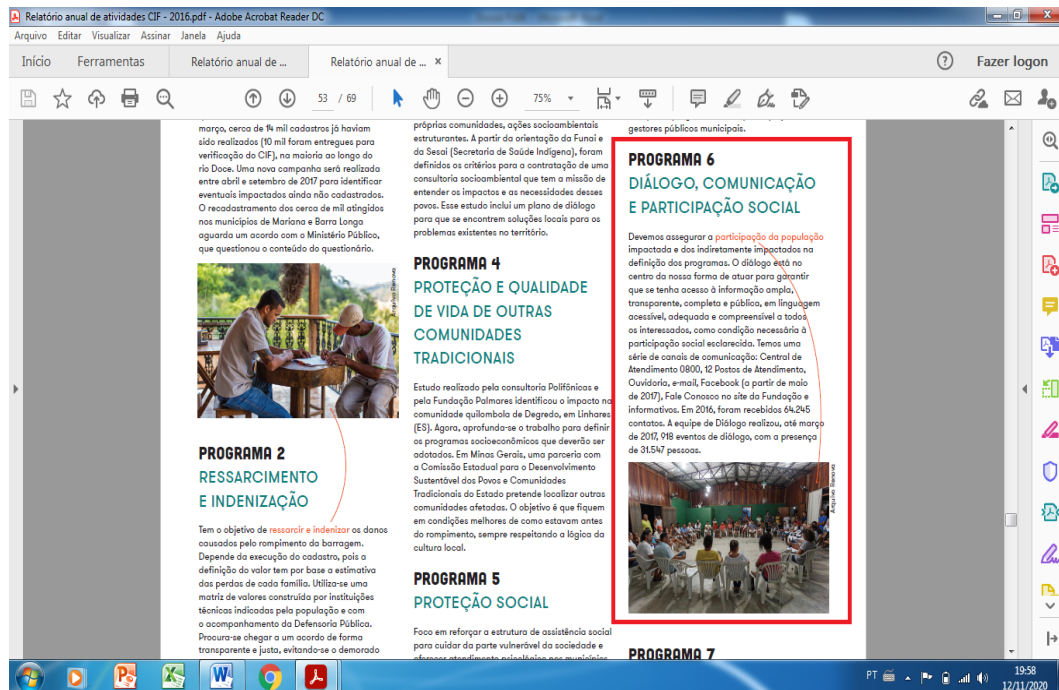 Relatório anual de atividades CIF - 2016.pdf - Adobe Acrobat Reader DC
Arquivo Editar Visualizar Assinar Janela Ajuda
Início Ferramentas Relatório anual de ... Relatório anual de ... × ? Fazer logon
53 / 69 75%
março, cerca de 14 mil cadastros já haviam
sido realizados (10 mil foram entregues para
verificação do CIF), na maioria ao longo do
rio Doce. Uma nova campanha será realizada
entre abril e setembro de 2017 para identificar
eventuais impactados ainda não cadastrados.
O recadastramento dos cerca de mil atingidos
nos municípios de Mariana e Barra Longa
aguarda um acordo com o Ministério Público,
que questionou o conteúdo do questionário.
Arquivo Renova
PROGRAMA 2
RESSARCIMENTO
E INDENIZAÇÃO
Tem o objetivo de ressarcir e indenizar os danos
causados pelo rompimento da barragem.
Depende da execução do cadastro, pois a
definição do valor tem por base a estimativa
das perdas de cada família. Utiliza-se uma
matriz de valores construída por instituições
técnicas indicadas pela população e com
o acompanhamento da Defensoria Pública.
Procura-se chegar a um acordo de forma
transparente e justa, evitando-se o demorado
próprias comunidades, ações socioambientais
estruturantes. A partir da orientação da Funai e
da Sesai (Secretaria de Saúde Indígena), foram
definidos os critérios para a contratação de uma
consultoria socioambiental que tem a missão de
entender os impactos e as necessidades desses
povos. Esse estudo inclui um plano de diálogo
para que se encontrem soluções locais para os
problemas existentes no território.
PROGRAMA 4
PROTEÇÃO E QUALIDADE
DE VIDA DE OUTRAS
COMUNIDADES
TRADICIONAIS
Estudo realizado pela consultoria Polifônicas e
pela Fundação Palmares identificou o impacto na
comunidade quilombola de Degredo, em Linhares
(ES). Agora, aprofunda-se o trabalho para definir
os programas socioeconômicos que deverão ser
adotados. Em Minas Gerais, uma parceria com
a Comissão Estadual para o Desenvolvimento
Sustentável dos Povos e Comunidades
Tradicionais do Estado pretende localizar outras
comunidades afetadas. O objetivo é que fiquem
em condições melhores de como estavam antes
do rompimento, sempre respeitando a lógica da
cultura local.
PROGRAMA 5
PROTEÇÃO SOCIAL
Foco em reforçar a estrutura de assistência social
para cuidar da parte vulnerável da sociedade e
oferecer atendimento psicológico nos municípios
gestores públicos municipais.
PROGRAMA 6
DIÁLOGO, COMUNICAÇÃO
E PARTICIPAÇÃO SOCIAL
Devemos assegurar a participação da população
impactada e dos indiretamente impactados na
definição dos programas. O diálogo está no
centro da nossa forma de atuar para garantir
que se tenha acesso à informação ampla,
transparente, completa e pública, em linguagem
acessível, adequada e compreensível a todos
os interessados, como condição necessária à
participação social esclarecida. Temos uma
série de canais de comunicação: Central de
Atendimento 0800, 12 Postos de Atendimento,
Ouvidoria, e-mail, Facebook (a partir de maio
de 2017), Fale Conosco no site da Fundação e
informativos. Em 2016, foram recebidos 64.245
contatos. A equipe de Diálogo realizou, até março
de 2017, 918 eventos de diálogo, com a presença
de 31.547 pessoas.
Arquivo Renova
PROGRAMA 7
PT 19:58
12/11/2020